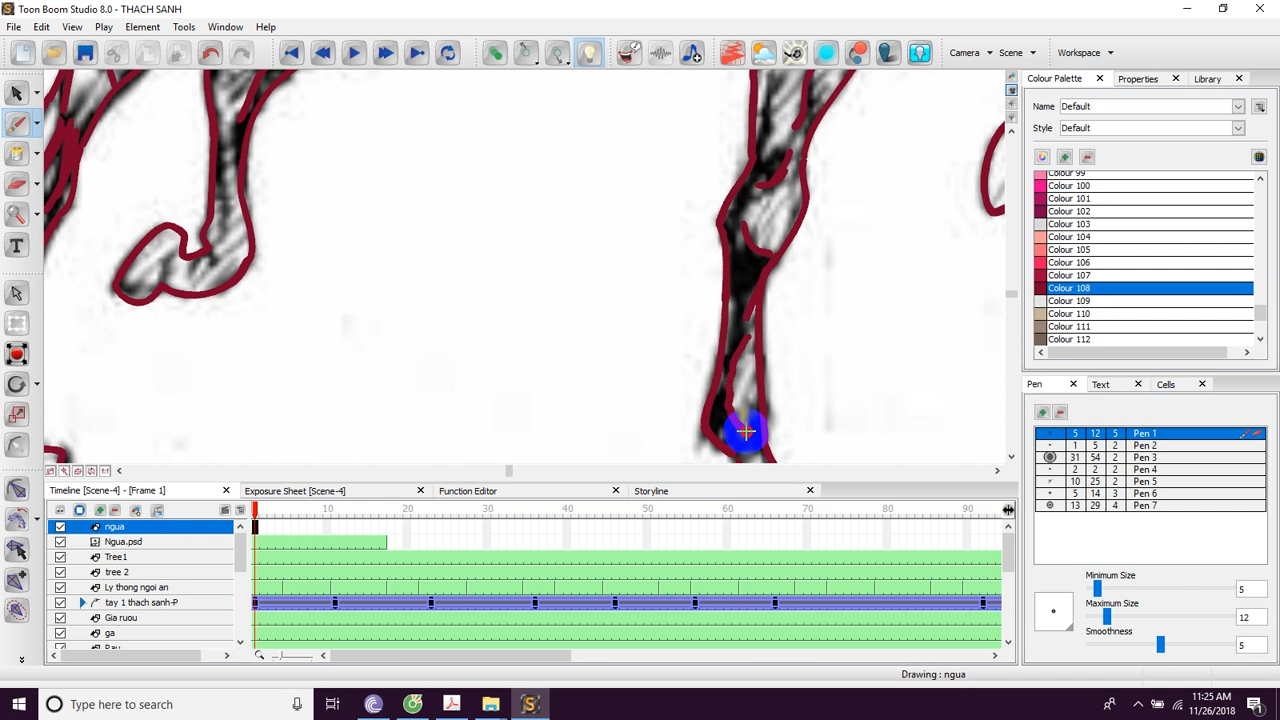 Toon Boom Studio 8.0 - THACH SANH
File Edit View Play Element Tools Window Help
Camera Scene Workspace
Colour Palette Properties Library
Name Default
Style Default
Colour 99
Colour 100
Colour 101
Colour 102
Colour 103
Colour 104
Colour 105
Colour 106
Colour 107
Colour 108
Colour 109
Colour 110
Colour 111
Colour 112
Pen Text Cells
5 12 5 Pen 1
1 5 2 Pen 2
31 54 2 Pen 3
2 2 2 Pen 4
10 25 2 Pen 5
5 14 3 Pen 6
13 29 4 Pen 7
Minimum Size
5
Maximum Size
12
Smoothness
5
Timeline [Scene-4] - [Frame 1] Exposure Sheet [Scene-4] Function Editor Storyline
10 20 30 40 50 60 70 80 90
ngua
Ngua.psd
Tree1
tree 2
Ly thong ngoi an
tay 1 thach sanh-P
Gia ruou
ga
Drawing : ngua
Type here to search
11:25 AM
11/26/2018